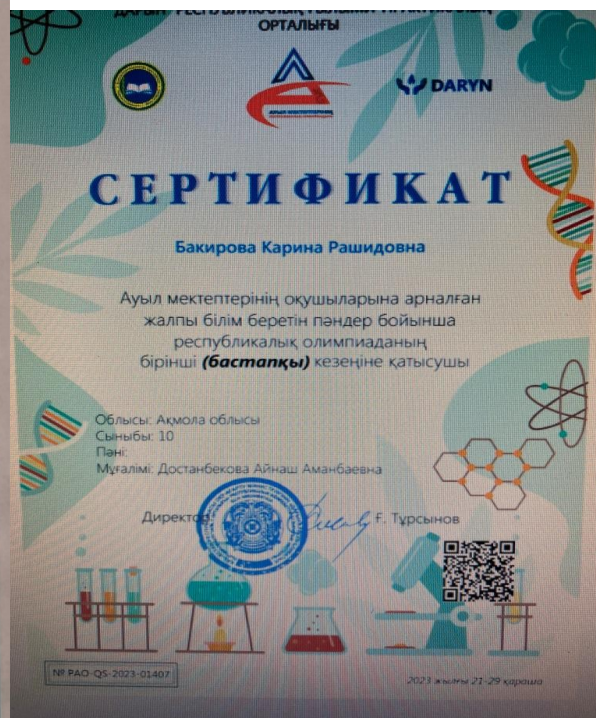 ОРТАЛЫҒЫ
DARYN
СЕРТИФИКАТ
Бакирова Карина Рашидовна
Ауыл мектептерінің оқушыларына арналған
жалпы білім беретін пәндер бойынша
республикалық олимпиаданың
бірінші (бастапқы) кезеңіне қатысушы
Облысы: Ақмола облысы
Сыныбы: 10
Пәні:
Мұғалімі: Достанбекова Айнаш Аманбаевна
Директор Ғ. Тұрсынов
№ PAO-QS-2023-01407
2023 жылғы 21-29 қараша